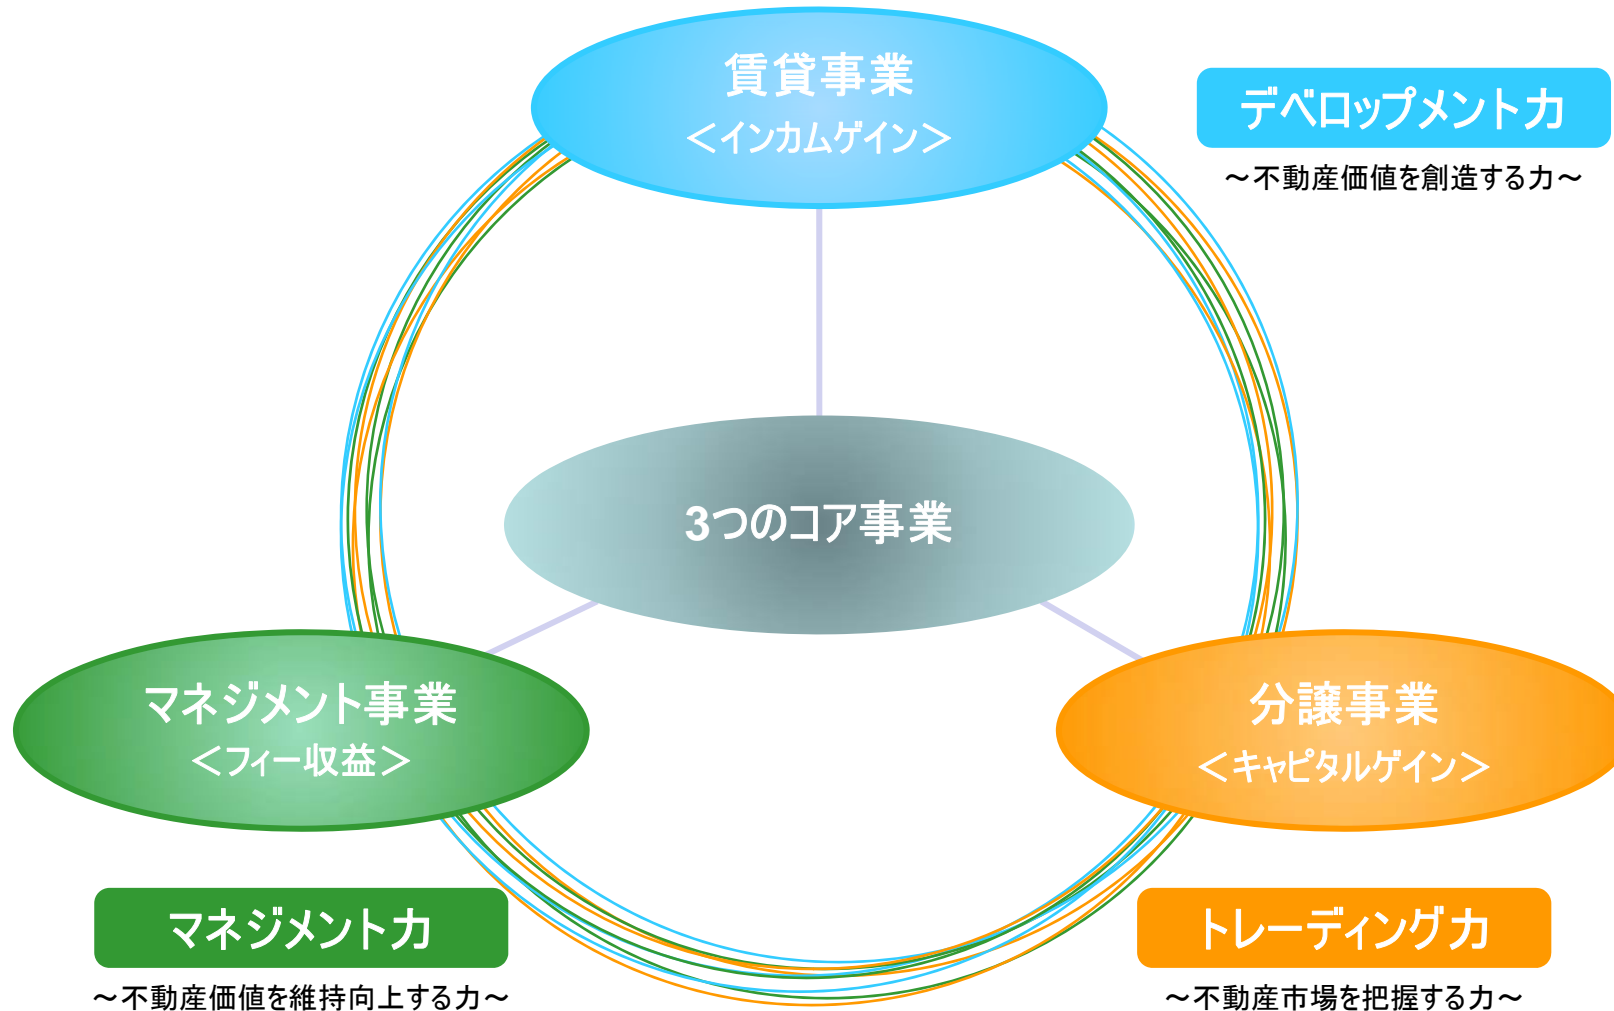 賃貸事業
＜インカムゲイン＞
デベロップメント力
～不動産価値を創造する力～
3つのコア事業
マネジメント事業
＜フィー収益＞
分譲事業
＜キャピタルゲイン＞
マネジメント力
～不動産価値を維持向上する力～
トレーディング力
～不動産市場を把握する力～